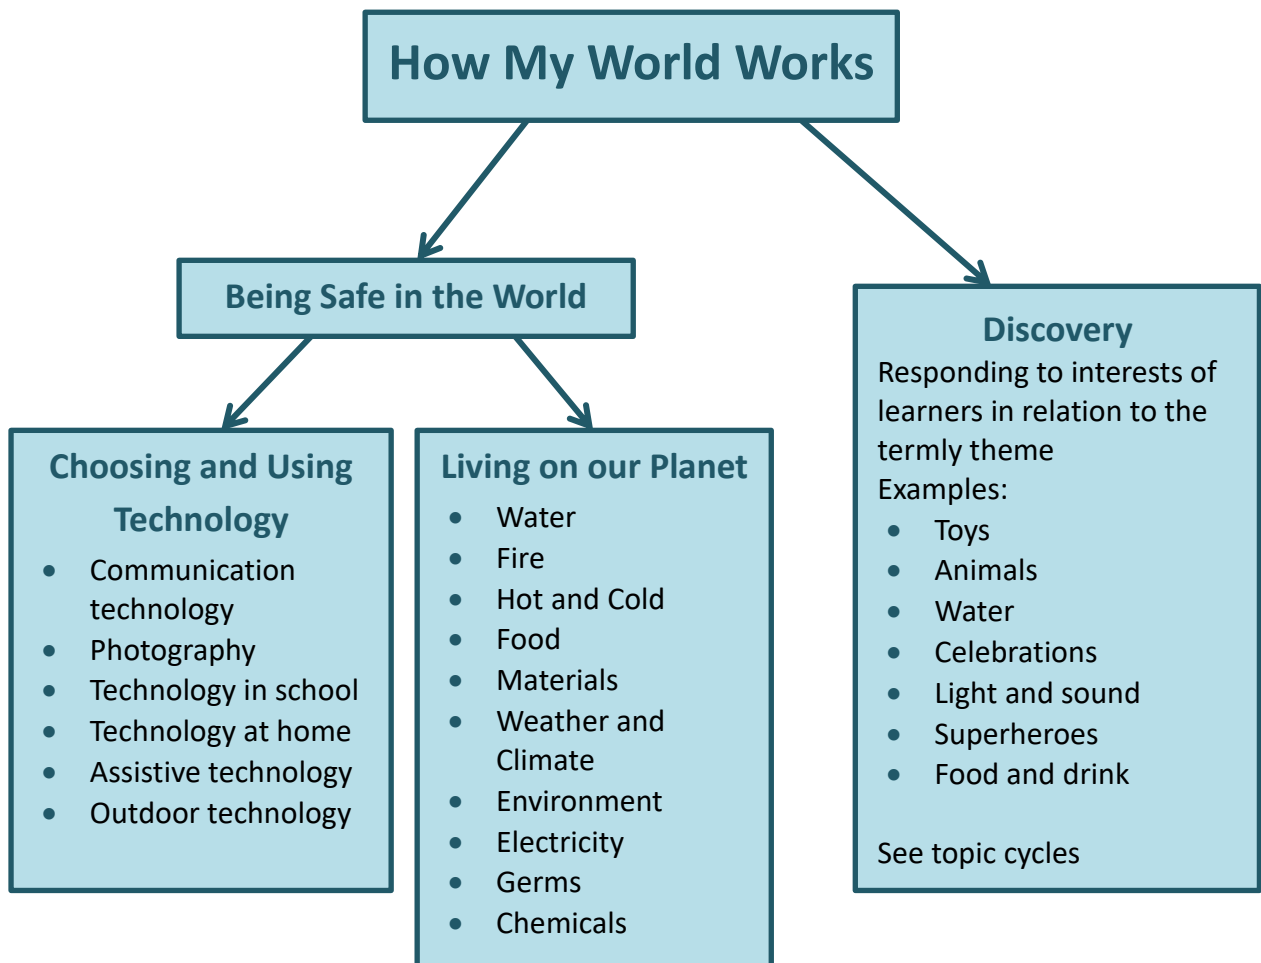 How My World Works
Being Safe in the World
Choosing and Using
Technology
• Communication
technology
• Photography
• Technology in school
• Technology at home
• Assistive technology
• Outdoor technology
Living on our Planet
• Water
• Fire
• Hot and Cold
• Food
• Materials
• Weather and
Climate
• Environment
• Electricity
• Germs
• Chemicals
Discovery
Responding to interests of
learners in relation to the
termly theme
Examples:
• Toys
• Animals
• Water
• Celebrations
• Light and sound
• Superheroes
• Food and drink
See topic cycles